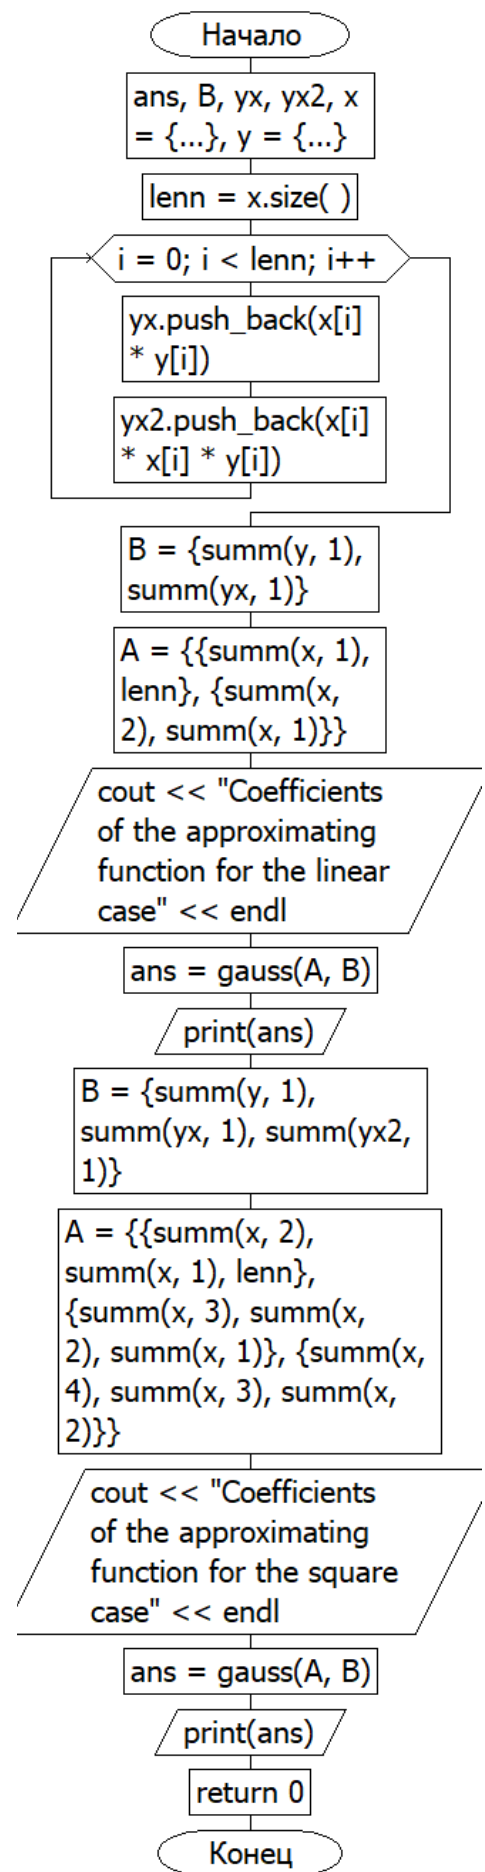 Начало
ans, B, yx, yx2, x
= {...}, y = {...}
lenn = x.size( )
i = 0; i < lenn; i++
yx.push_back(x[i]
* y[i])
yx2.push_back(x[i]
* x[i] * y[i])
B = {summ(y, 1),
summ(yx, 1)}
A = {{summ(x, 1),
lenn}, {summ(x,
2), summ(x, 1)}}
cout << "Coefficients
of the approximating
function for the linear
case" << endl
ans = gauss(A, B)
print(ans)
B = {summ(y, 1),
summ(yx, 1), summ(yx2,
1)}
A = {{summ(x, 2),
summ(x, 1), lenn},
{summ(x, 3), summ(x,
2), summ(x, 1)}, {summ(x,
4), summ(x, 3), summ(x,
2)}}
cout << "Coefficients
of the approximating
function for the square
case" << endl
ans = gauss(A, B)
print(ans)
return 0
Конец